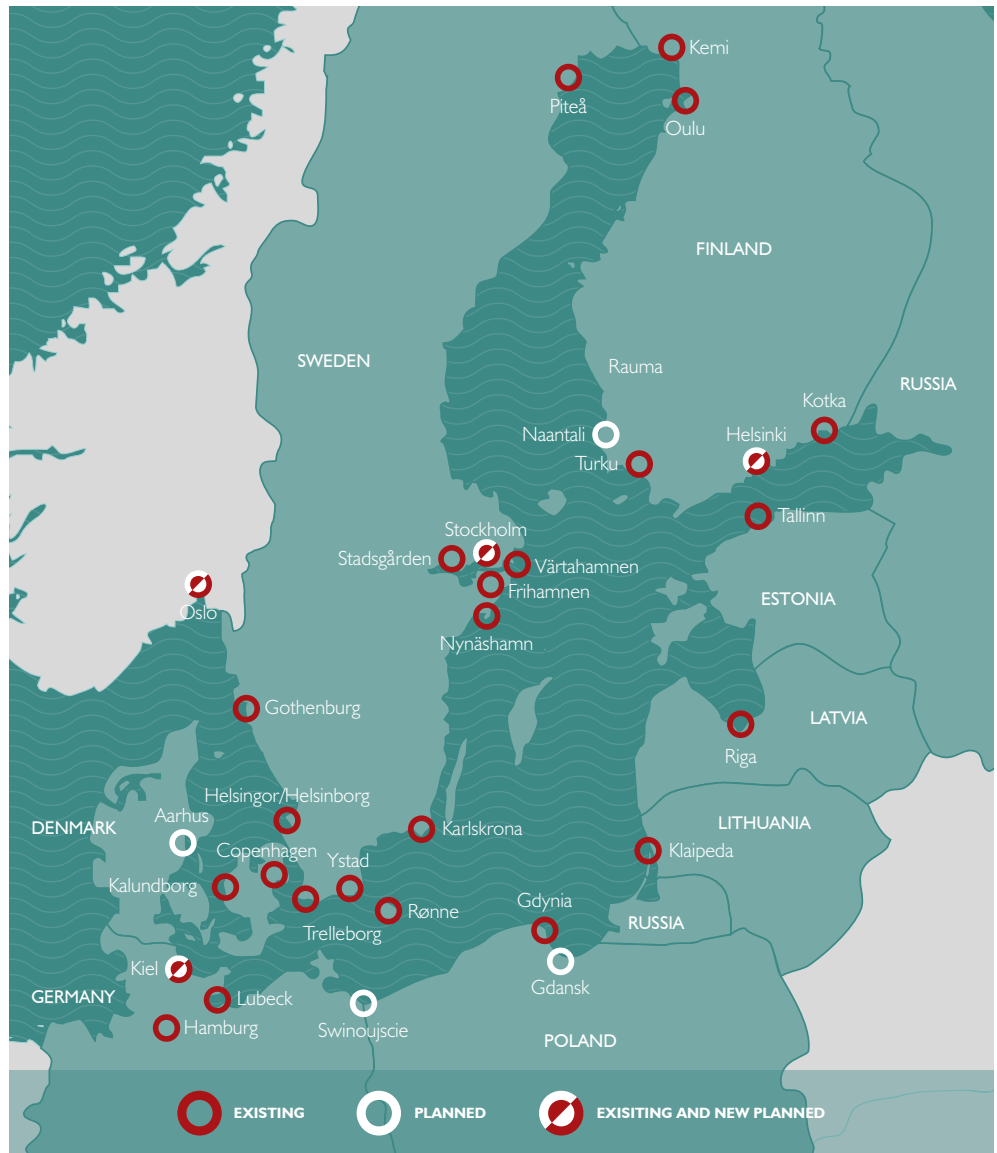 Kemi
Piteå
Oulu
FINLAND
SWEDEN
Rauma
RUSSIA
Kotka
Naantali
Helsinki
Turku
Tallinn
Stockholm
Stadsgården
Värtahamnen
Frihamnen
ESTONIA
Oslo
Nynäshamn
Gothenburg
LATVIA
Riga
Helsingor/Helsinborg
Aarhus
DENMARK
LITHUANIA
Karlskrona
Copenhagen
Klaipeda
Ystad
Kalundborg
Gdynia
Rønne
RUSSIA
Trelleborg
Kiel
Gdansk
GERMANY
Lubeck
Hamburg
Swinoujscie
POLAND
EXISTING
PLANNED
EXISITING AND NEW PLANNED